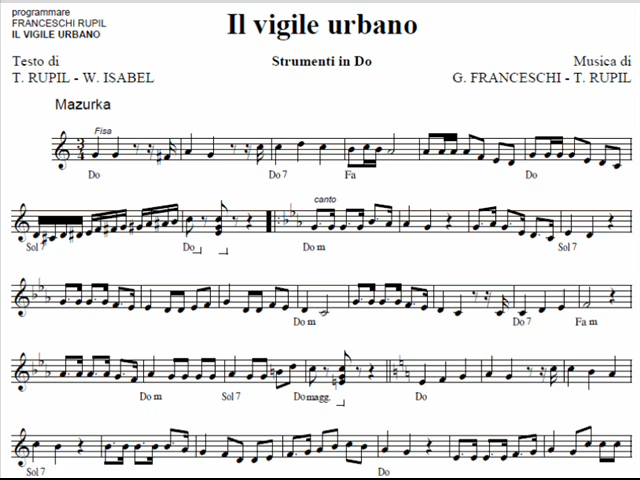 programmare
FRANCESCHI RUPIL
IL VIGILE URBANO
Il vigile urbano
Testo di
Strumenti in Do
Musica di
T. RUPIL - W. ISABEL
G. FRANCESCHI - T. RUPIL
Mazurka
Fisa
3 4
Do Do 7 Fa Do
canto
Sol 7 Do Do m Sol 7
Do m Do 7 Fa m
Do m Sol 7 Do magg.
Sol 7 Do